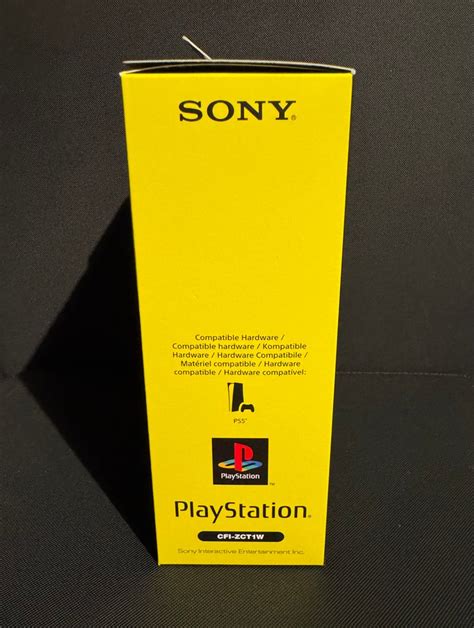 SONY®
Compatible Hardware /
Compatible hardware / Kompatible
Hardware / Hardware Compatibile /
Matériel compatible / Hardware
compatible / Hardware compatível:
PS5*
PlayStation
™
PlayStation®
CFI-ZCT1W
Sony Interactive Entertainment Inc.